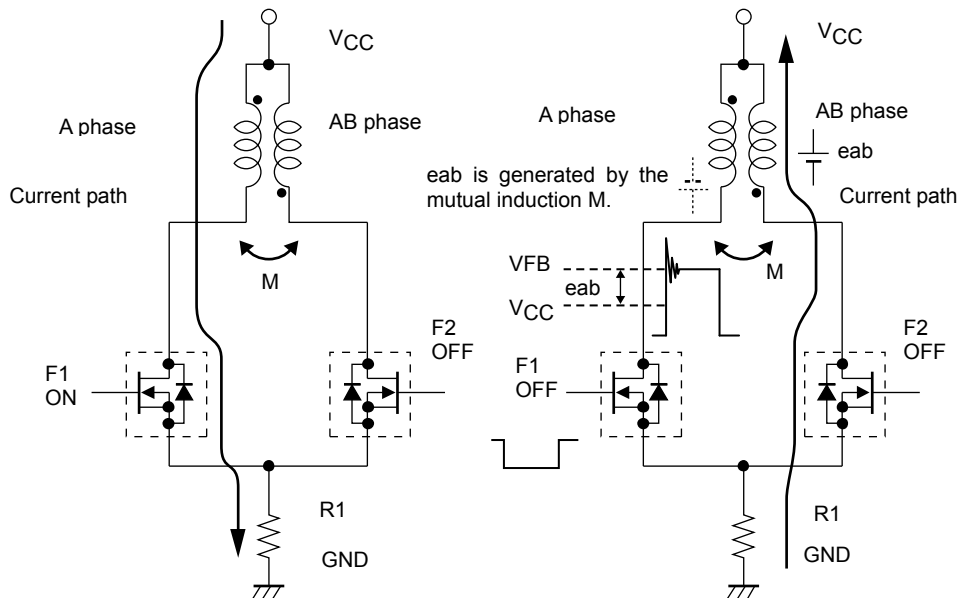 VCC
A phase
AB phase
Current path
M
F1
ON
F2
OFF
R1
GND
VCC
A phase
AB phase
eab
eab is generated by the
mutual induction M.
Current path
M
VFB
eab
VCC
F1
OFF
F2
OFF
R1
GND